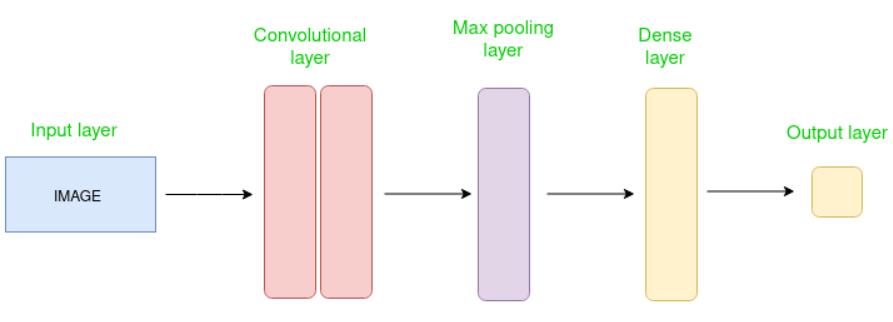 Convolutional
layer
Max pooling
layer
Dense
layer
Input layer
Output layer
IMAGE